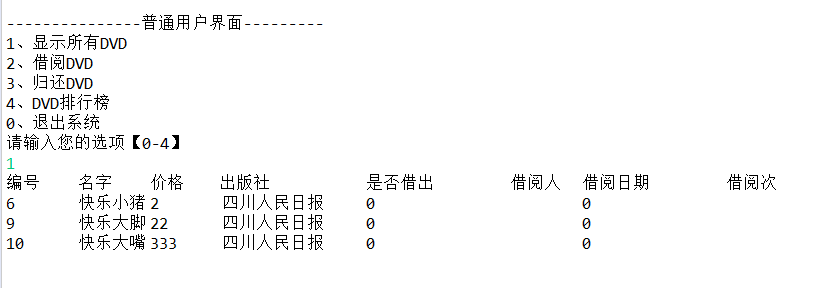 ---------------普通用户界面---------
1、显示所有DVD
2、借阅DVD
3、归还DVD
4、DVD排行榜
0、退出系统
请输入您的选项【0-4】
1
编号 名字 价格 出版社 是否借出 借阅人 借阅日期 借阅次
6 快乐小猪 2 四川人民日报 0 0
9 快乐大脚 22 四川人民日报 0 0
10 快乐大嘴 333 四川人民日报 0 0